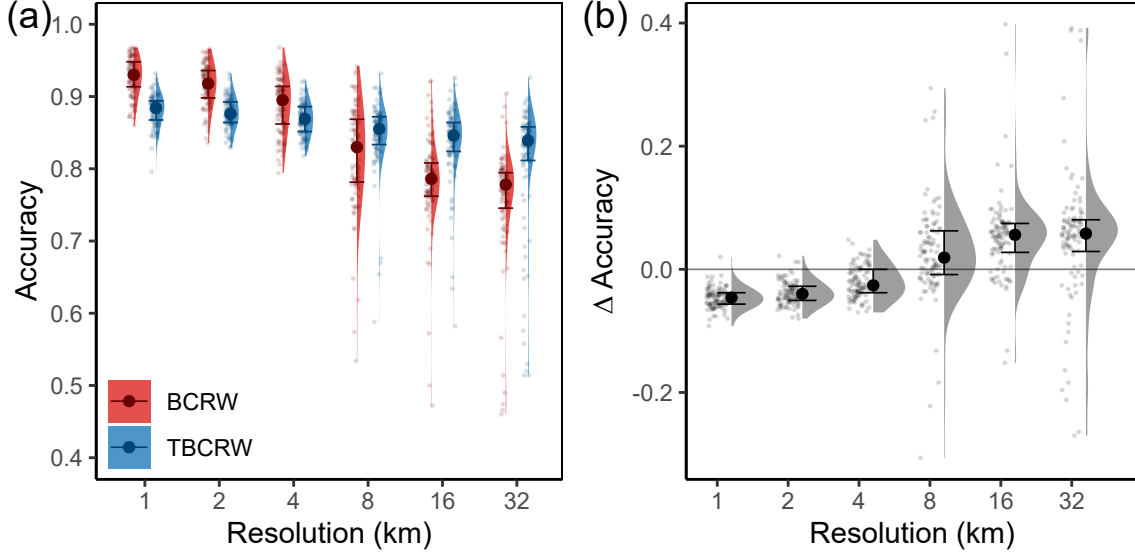 (a)
1.0
0.9
0.8
0.7
0.6
0.5
0.4
Accuracy
BCRW
TBCRW
1 2 4 8 16 32
Resolution (km)
(b)
0.4
0.2
0.0
-0.2
Δ Accuracy
1 2 4 8 16 32
Resolution (km)